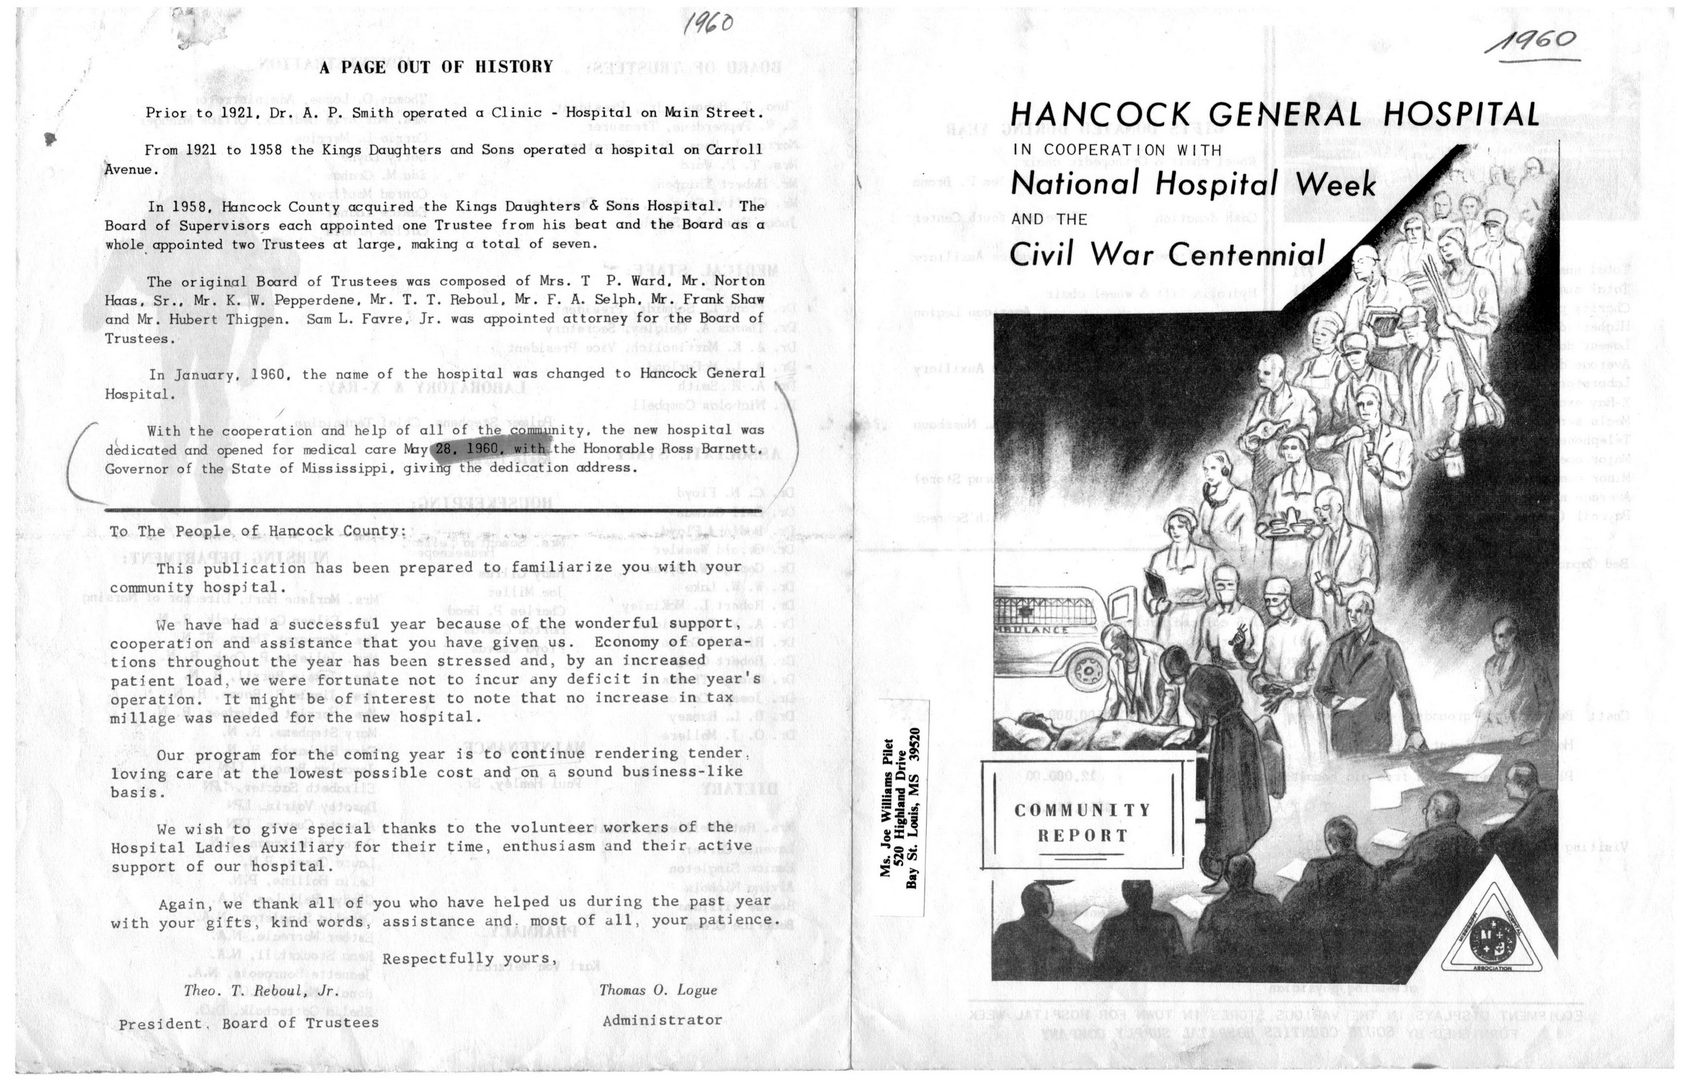 1960
A PAGE OUT OF HISTORY
Prior to 1921, Dr. A. P. Smith operated a Clinic - Hospital on Main Street.
From 1921 to 1958 the Kings Daughters and Sons operated a hospital on Carroll
Avenue.
In 1958, Hancock County acquired the Kings Daughters & Sons Hospital. The
Board of Supervisors each appointed one Trustee from his beat and the Board as a
whole appointed two Trustees at large, making a total of seven.
The original Board of Trustees was composed of Mrs. T P. Ward, Mr. Norton
Haas, Sr., Mr. K. W. Pepperdene, Mr. T. T. Reboul, Mr. F. A. Selph, Mr. Frank Shaw
and Mr. Hubert Thigpen. Sam L. Favre, Jr. was appointed attorney for the Board of
Trustees.
In January, 1960, the name of the hospital was changed to Hancock General
Hospital.
With the cooperation and help of all of the community, the new hospital was
dedicated and opened for medical care May 28, 1960, with the Honorable Ross Barnett,
Governor of the State of Mississippi, giving the dedication address.
To The People of Hancock County:
This publication has been prepared to familiarize you with your
community hospital.
We have had a successful year because of the wonderful support,
cooperation and assistance that you have given us. Economy of opera-
tions throughout the year has been stressed and, by an increased
patient load, we were fortunate not to incur any deficit in the year's
operation. It might be of interest to note that no increase in tax
millage was needed for the new hospital.
Our program for the coming year is to continue rendering tender,
loving care at the lowest possible cost and on a sound business-like
basis.
We wish to give special thanks to the volunteer workers of the
Hospital Ladies Auxiliary for their time, enthusiasm and their active
support of our hospital.
Again, we thank all of you who have helped us during the past year
with your gifts, kind words, assistance and, most of all, your patience.
Respectfully yours,
Theo. T. Reboul, Jr. Thomas O. Logue
President, Board of Trustees Administrator
1960
HANCOCK GENERAL HOSPITAL
IN COOPERATION WITH
National Hospital Week
AND THE
Civil War Centennial
MBULANCE
COMMUNITY
REPORT
Ms. Joe Williams Pilet
520 Highland Drive
Bay St. Louis, MS 39520
MISSISSIPPI HOSPITAL
ASSOCIATION